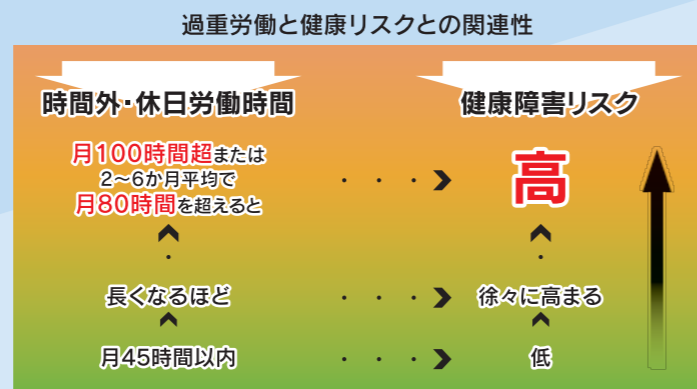 過重労働と健康リスクとの関連性
時間外・休日労働時間
健康障害リスク
月100時間超または
2〜6か月平均で
月80時間を超えると
高
長くなるほど
徐々に高まる
月45時間以内
低